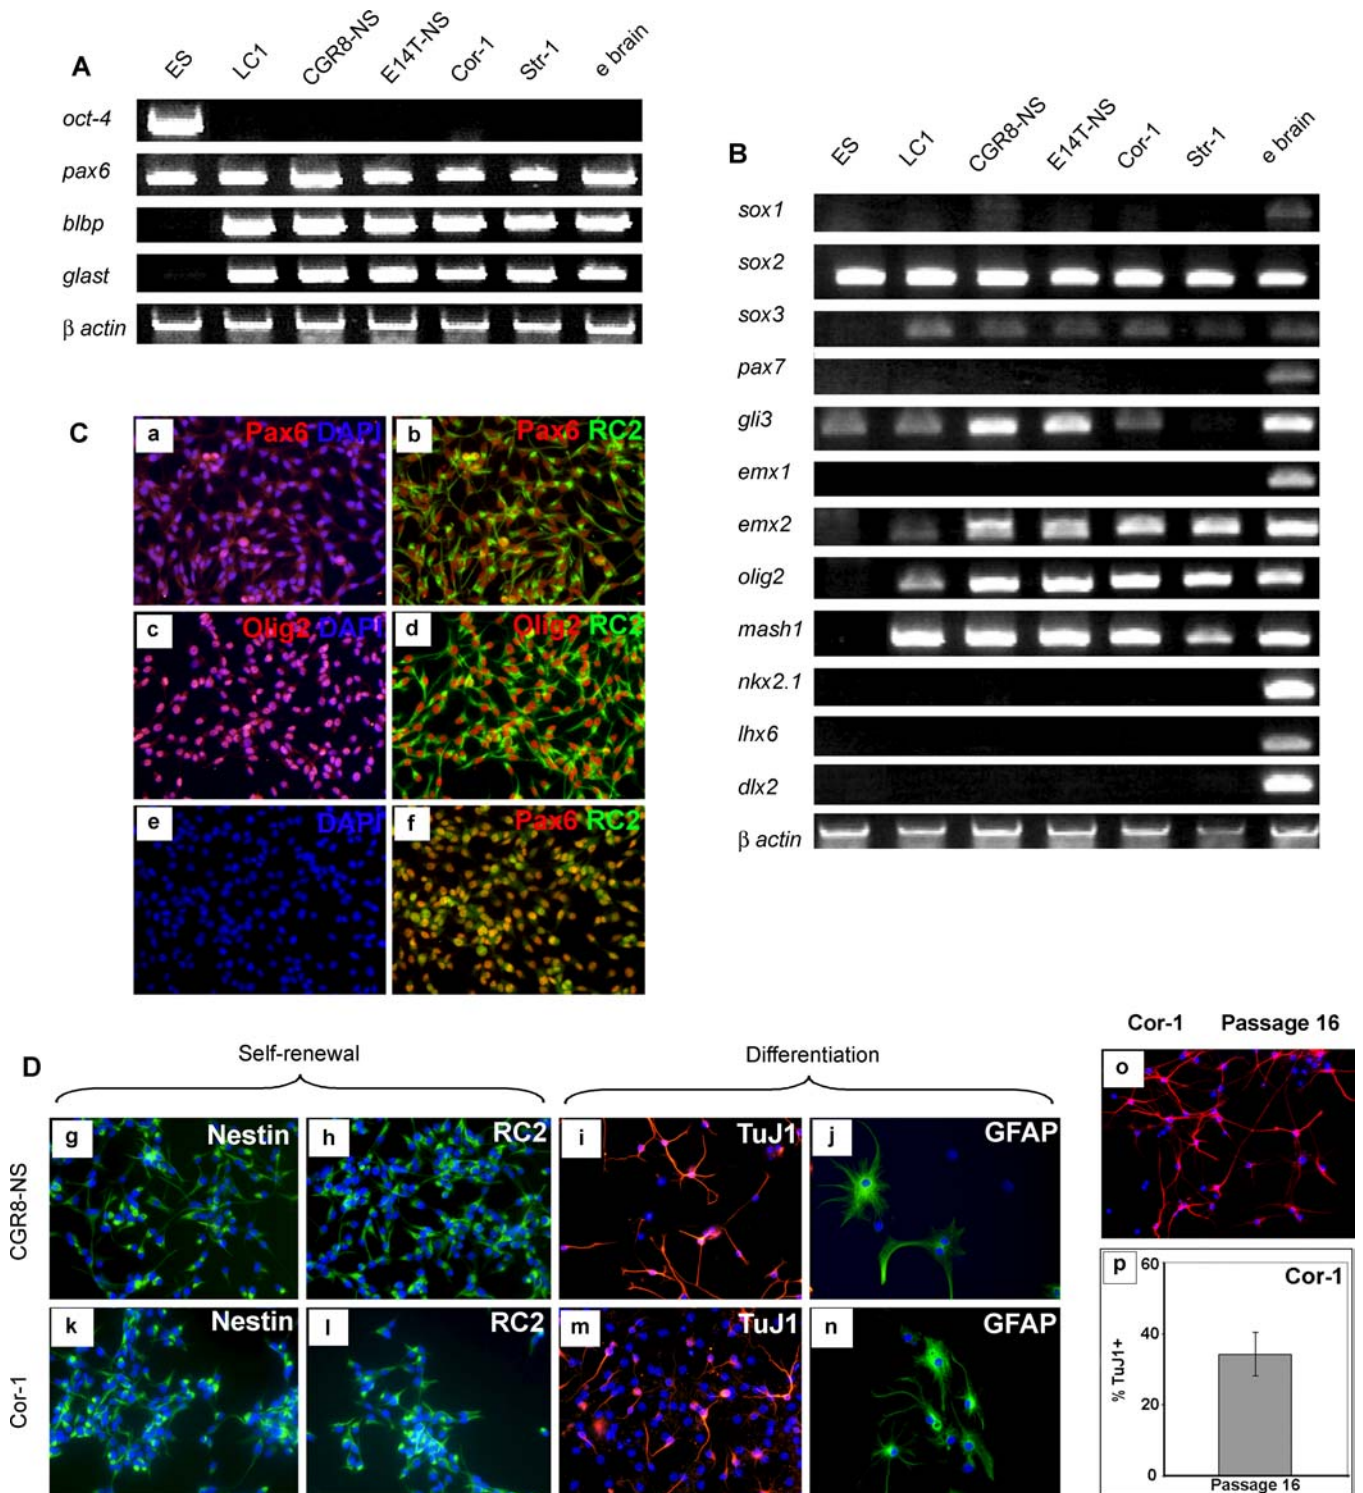 A
ES LC1 CGR8-NS E14T-NS Cor-1 Str-1 e brain
oct-4
pax6
blbp
glast
β actin
B
ES LC1 CGR8-NS E14T-NS Cor-1 Str-1 e brain
sox1
sox2
sox3
pax7
gli3
emx1
emx2
olig2
mash1
nkx2.1
lhx6
dlx2
β actin
C
a Pax6 DAPI
b Pax6 RC2
c Olig2 DAPI
d Olig2 RC2
e DAPI
f Pax6 RC2
D
Self-renewal
Differentiation
CGR8-NS
g Nestin
h RC2
i TuJ1
j GFAP
Cor-1
k Nestin
l RC2
m TuJ1
n GFAP
Cor-1 Passage 16
o
p
Cor-1
% TuJ1+
60
40
20
0
Passage 16